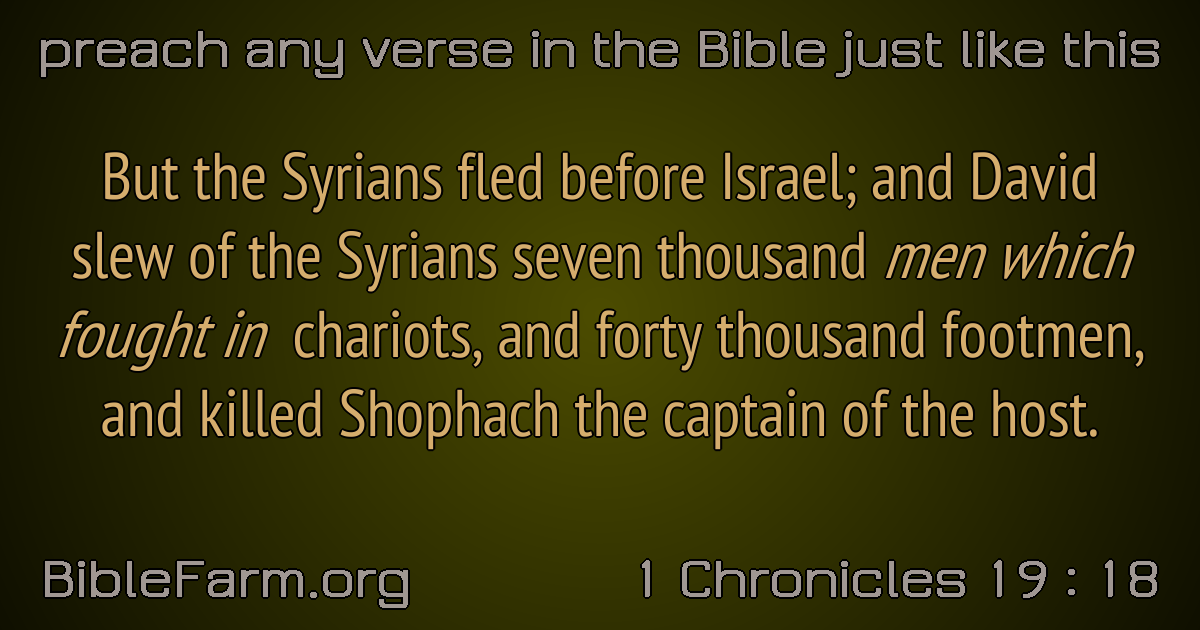 preach any verse in the Bible just like this
But the Syrians fled before Israel; and David
slew of the Syrians seven thousand men which
fought in chariots, and forty thousand footmen,
and killed Shophach the captain of the host.
BibleFarm.org
1 Chronicles 19 : 18